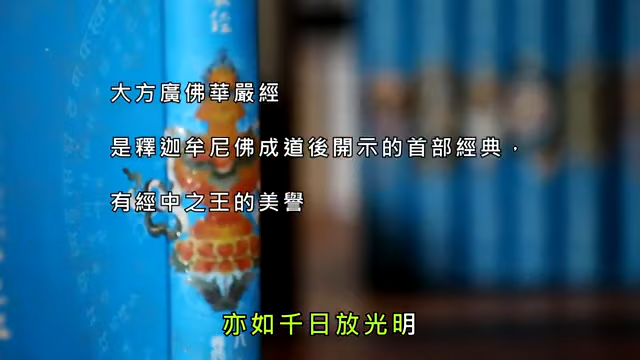 大方廣佛華嚴經
是釋迦牟尼佛成道後開示的首部經典，
有經中之王的美譽
亦如千日放光明